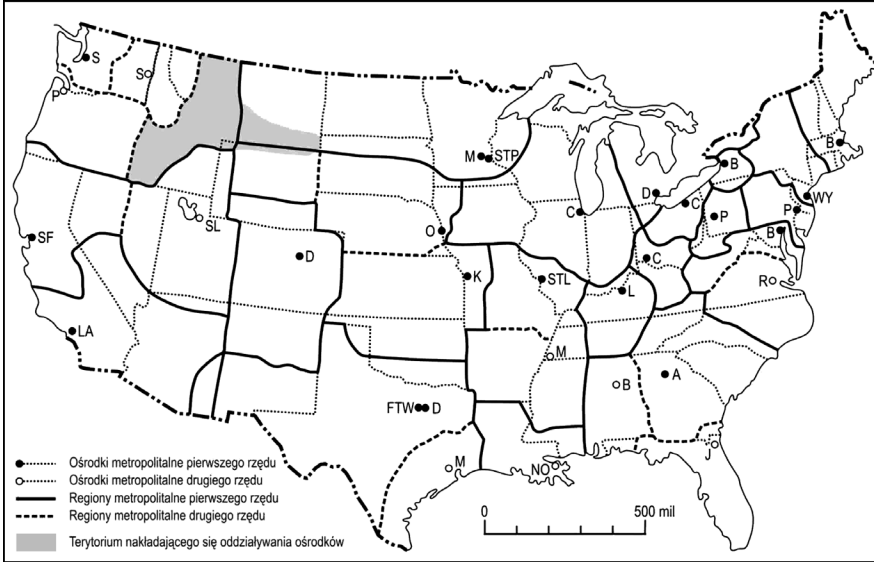 S
S
P
M
STP
B
B
D
WY
C
C
P
P
B
SL
O
SF
D
C
R
K
STL
L
LA
M
B
A
FTW
D
M
NO
Ośrodki metropolitalne pierwszego rzędu
Ośrodki metropolitalne drugiego rzędu
Regiony metropolitalne pierwszego rzędu
Regiony metropolitalne drugiego rzędu
Terytorium nakładającego się oddziaływania ośrodków
0
500 mil